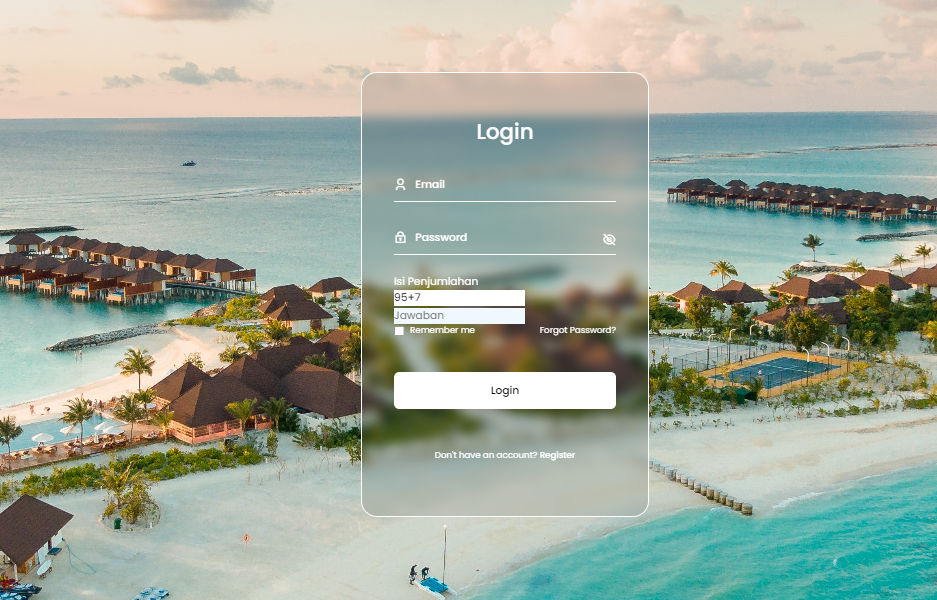 Login
Email
Password
Isi Penjumlahan
95+7
Jawaban
Remember me Forgot Password?
Login
Don't have an account? Register